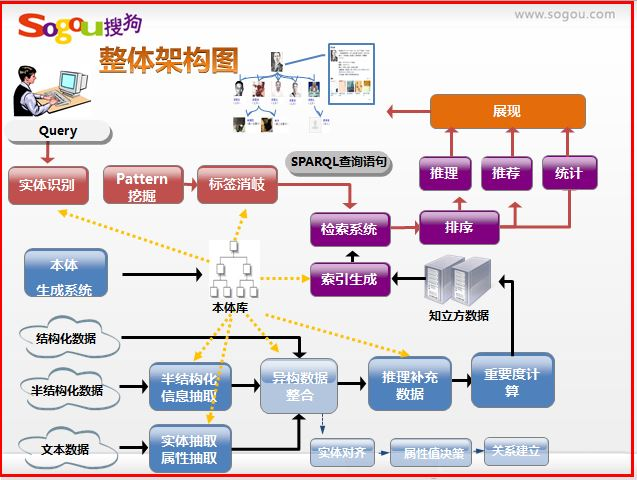 www.sogou.com
Sogou搜狗
整体架构图
Query
展现
SPARQL查询语句
实体识别
Pattern
挖掘
标签消岐
推理
推荐
统计
检索系统
排序
本体
生成系统
本体库
索引生成
知立方数据
结构化数据
半结构化数据
半结构化
信息抽取
异构数据
整合
推理补充
数据
重要度计
算
文本数据
实体抽取
属性抽取
实体对齐
属性值决策
关系建立